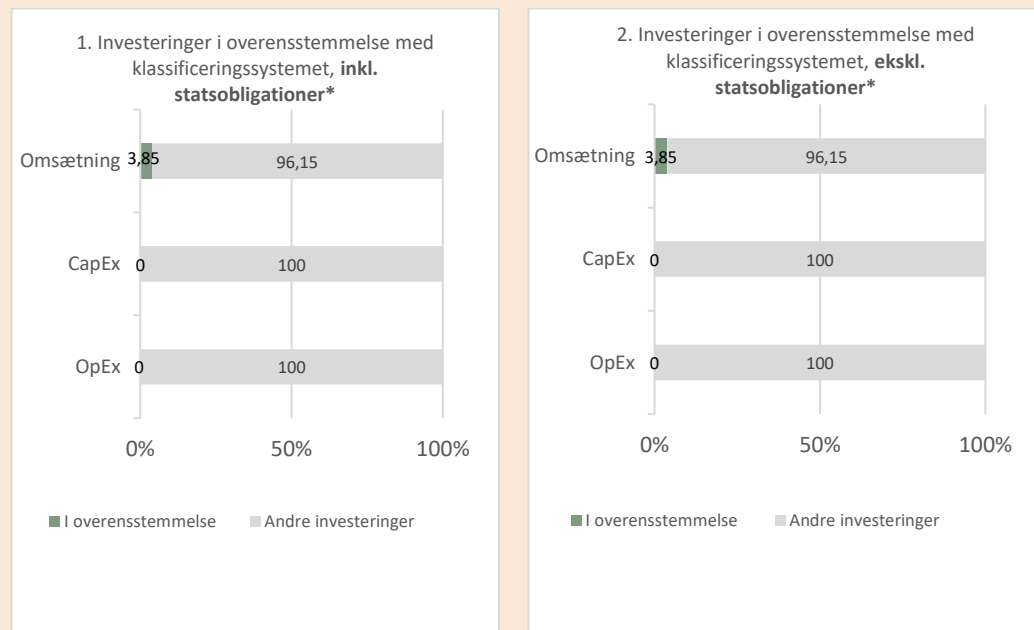 1. Investeringer i overensstemmelse med
klassificeringssystemet, inkl.
statsobligationer*
Omsætning 3,85 96,15
CapEx 0 100
OpEx 0 100
0% 50% 100%
I overensstemmelse Andre investeringer
2. Investeringer i overensstemmelse med
klassificeringssystemet, ekskl.
statsobligationer*
Omsætning 3,85 96,15
CapEx 0 100
OpEx 0 100
0% 50% 100%
I overensstemmelse Andre investeringer